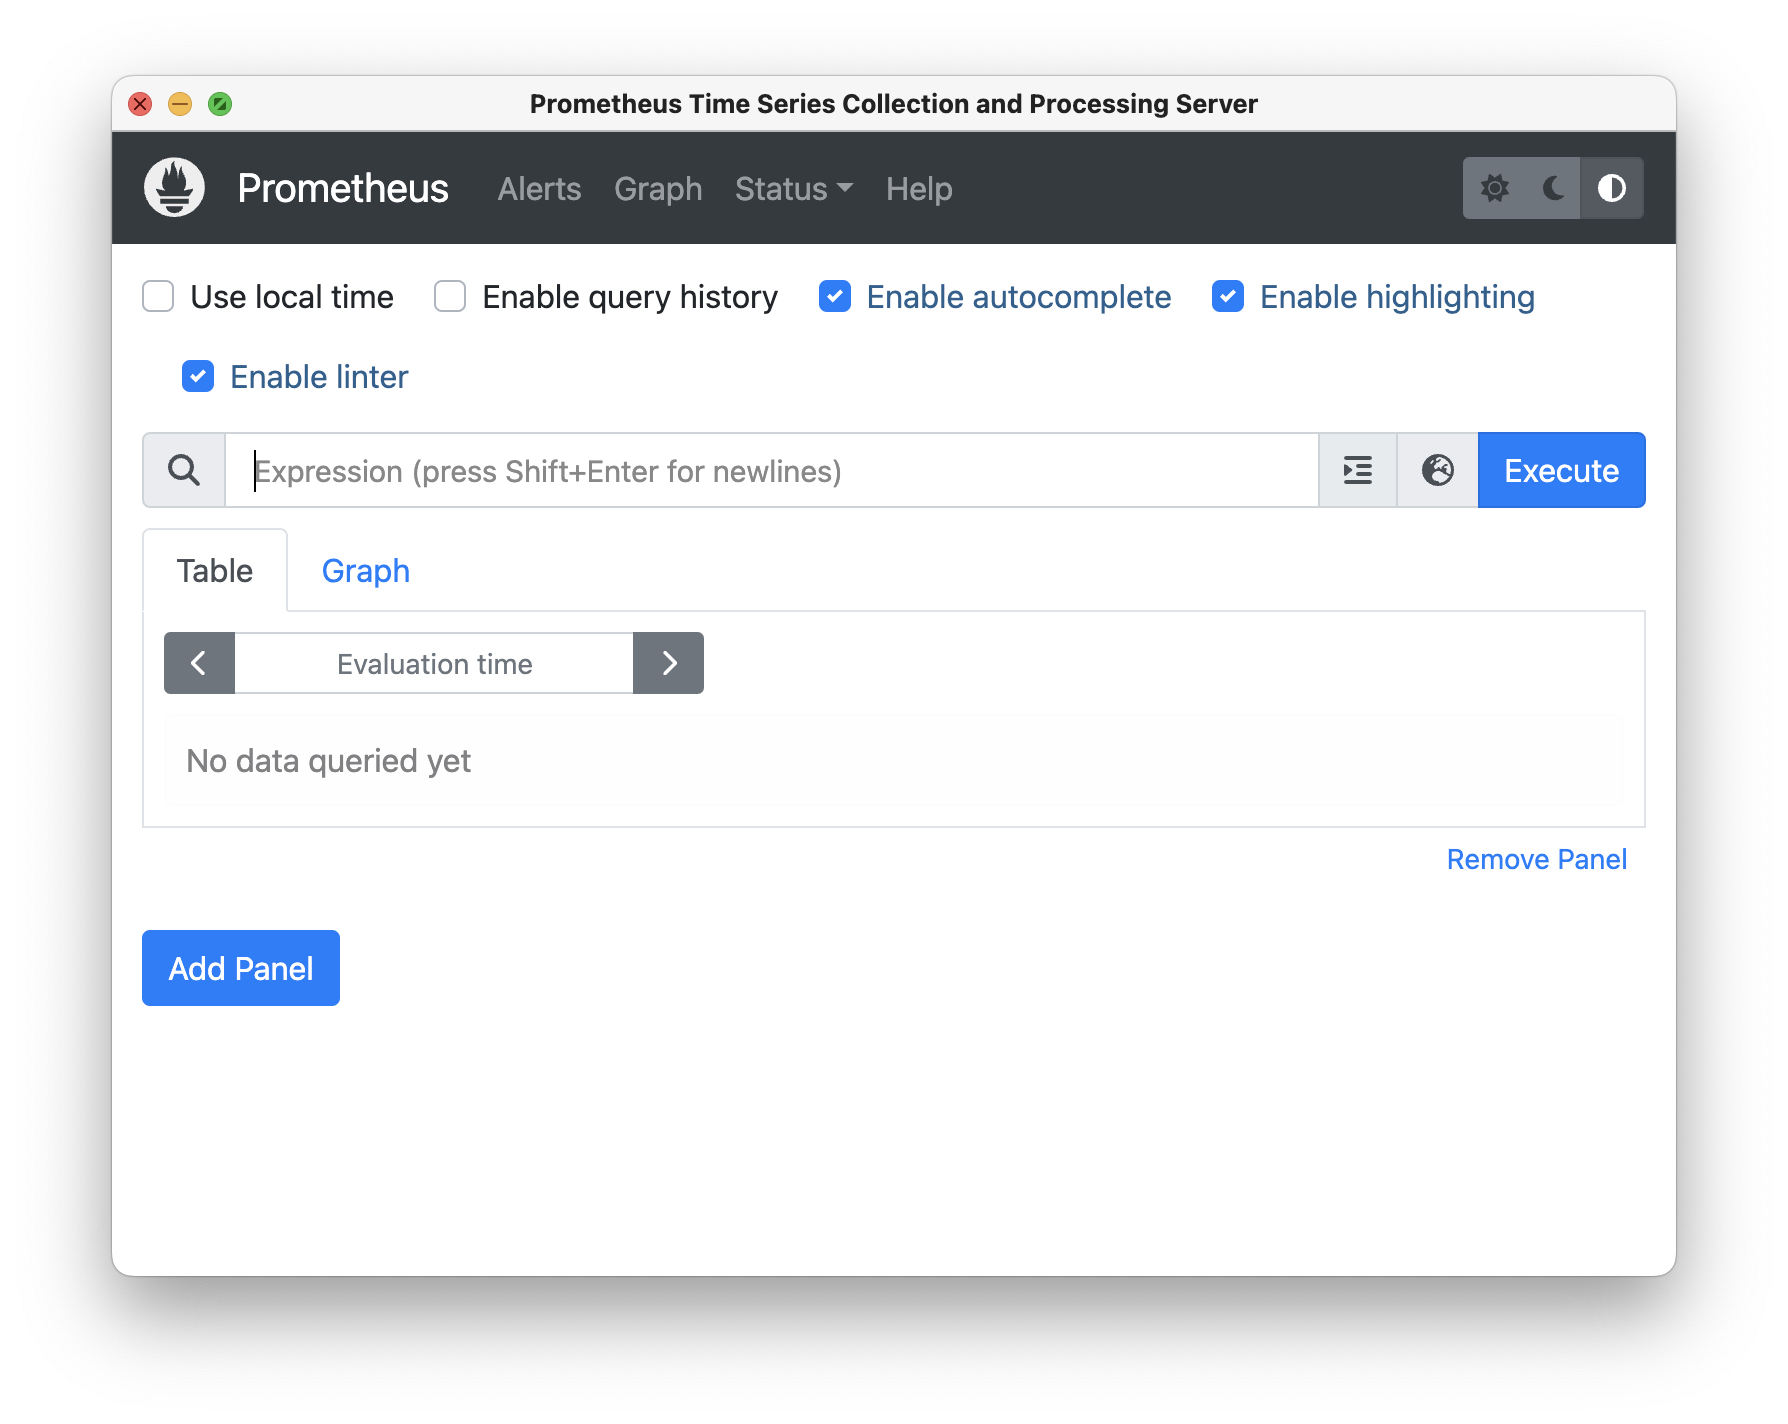 Prometheus Time Series Collection and Processing Server
Prometheus Alerts Graph Status Help
Use local time Enable query history Enable autocomplete Enable highlighting
Enable linter
Expression (press Shift+Enter for newlines) Execute
Table Graph
Evaluation time
No data queried yet
Remove Panel
Add Panel